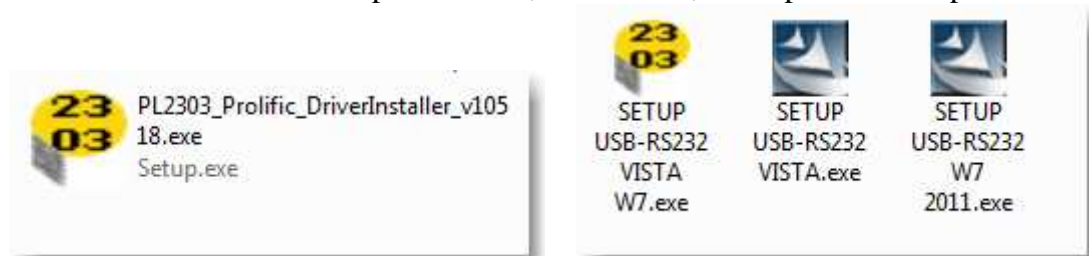 23
03
PL2303_Prolific_DriverInstaller_v105
18.exe
Setup.exe
23
03
SETUP
USB-RS232
VISTA
W7.exe
SETUP
USB-RS232
VISTA.exe
SETUP
USB-RS232
W7
2011.exe